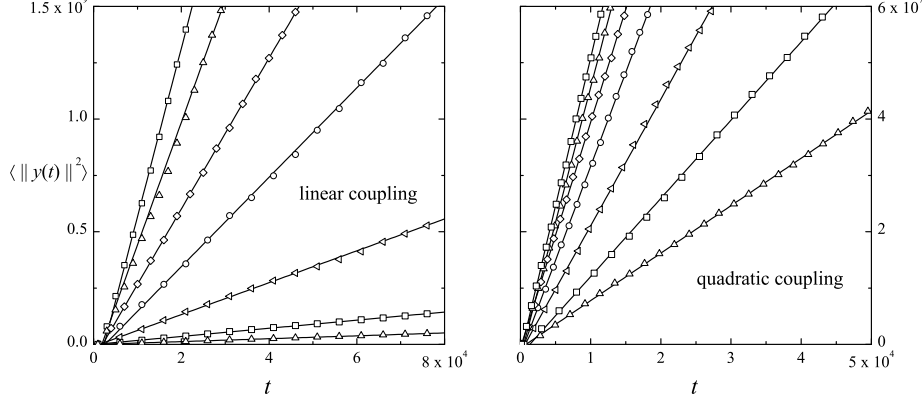 1.5 x 10
1.0
0.5
0.0
⟨ || y(t) ||² ⟩
linear coupling
0 2 4 6 8 x 10⁴
t
6 x 10
4
2
0
quadratic coupling
0 1 2 3 4 5 x 10⁴
t